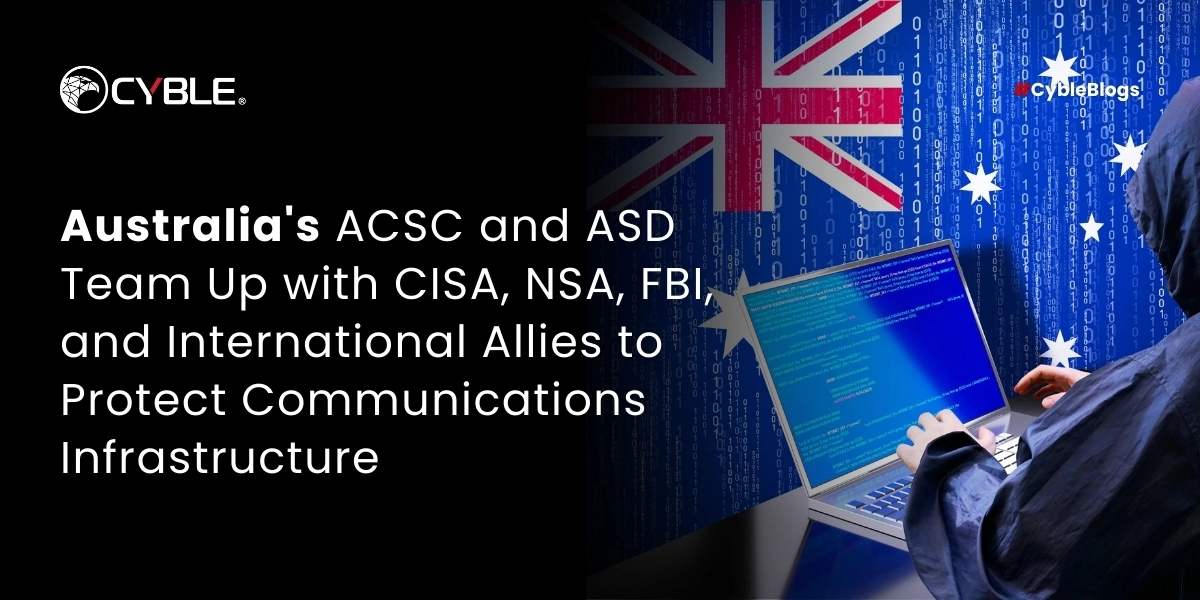 CYBLE®
#CybleBlogs
Australia's ACSC and ASD
Team Up with CISA, NSA, FBI,
and International Allies to
Protect Communications
Infrastructure